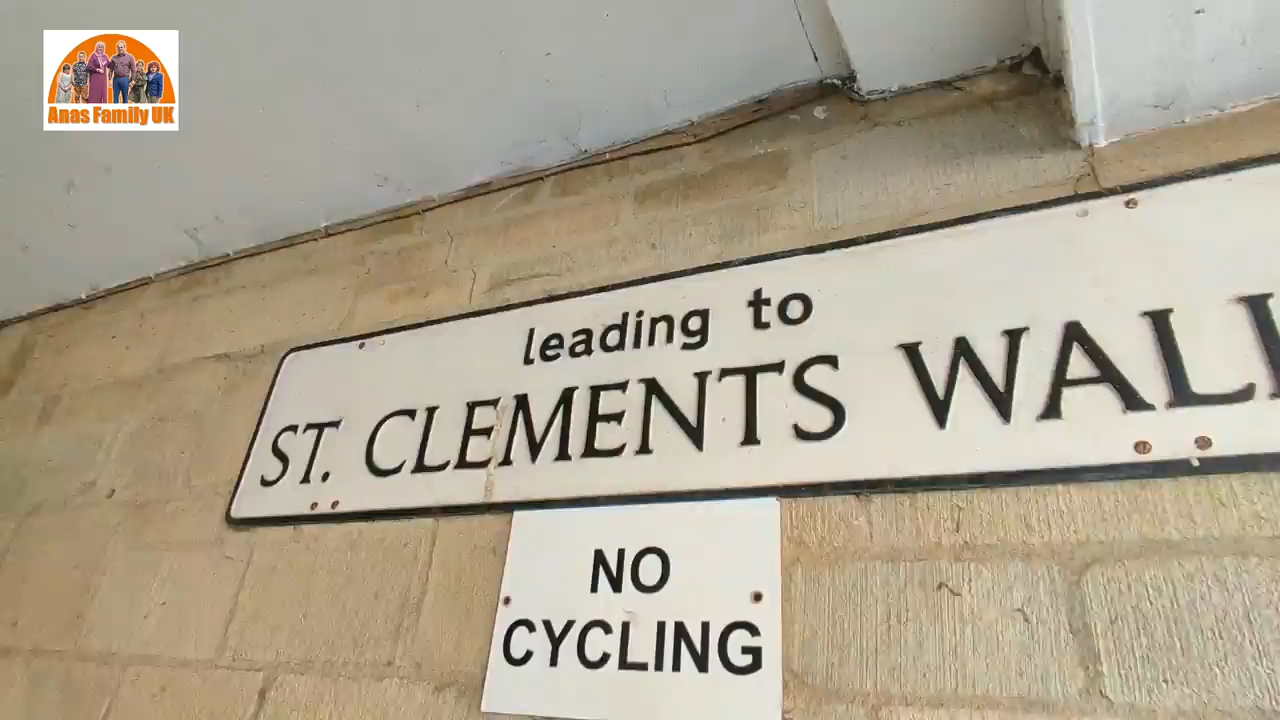 Anas Family UK
leading to
ST. CLEMENTS
NO
CYCLING